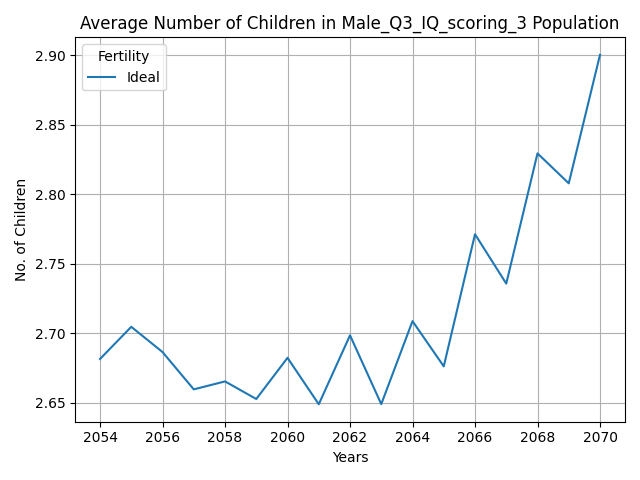 Average Number of Children in Male_Q3_IQ_scoring_3 Population
Fertility
Ideal
No. of Children
2.90
2.85
2.80
2.75
2.70
2.65
2054 2056 2058 2060 2062 2064 2066 2068 2070
Years